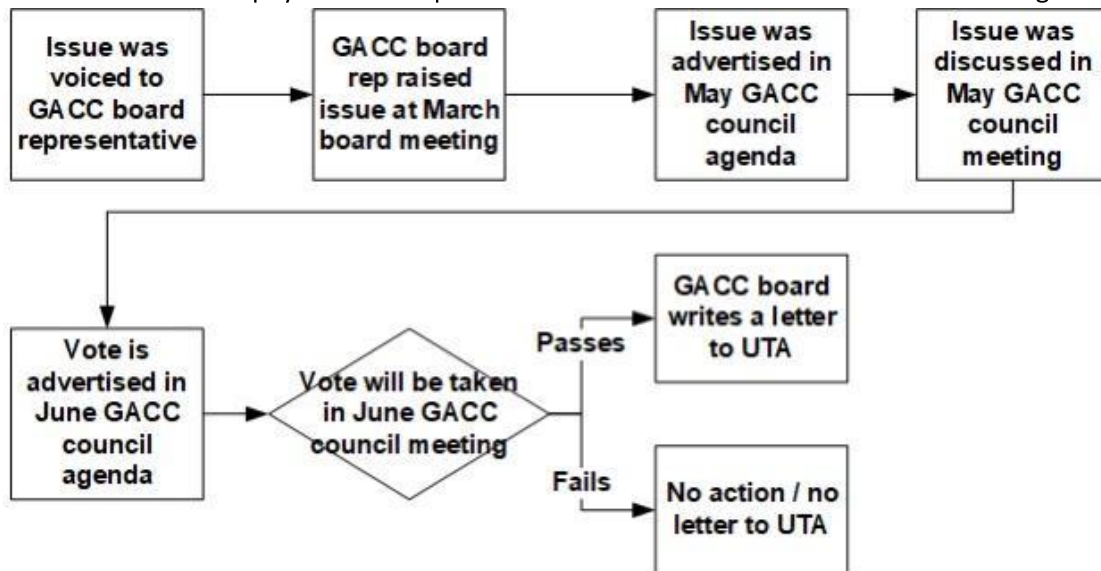 Issue was
voiced to
GACC board
representative
GACC board
rep raised
issue at March
board meeting
Issue was
advertised in
May GACC
council
agenda
Issue was
discussed in
May GACC
council
meeting
Vote is
advertised in
June GACC
council
agenda
Vote will be taken
in June GACC
council meeting
Passes
GACC board
writes a letter
to UTA
Fails
No action / no
letter to UTA